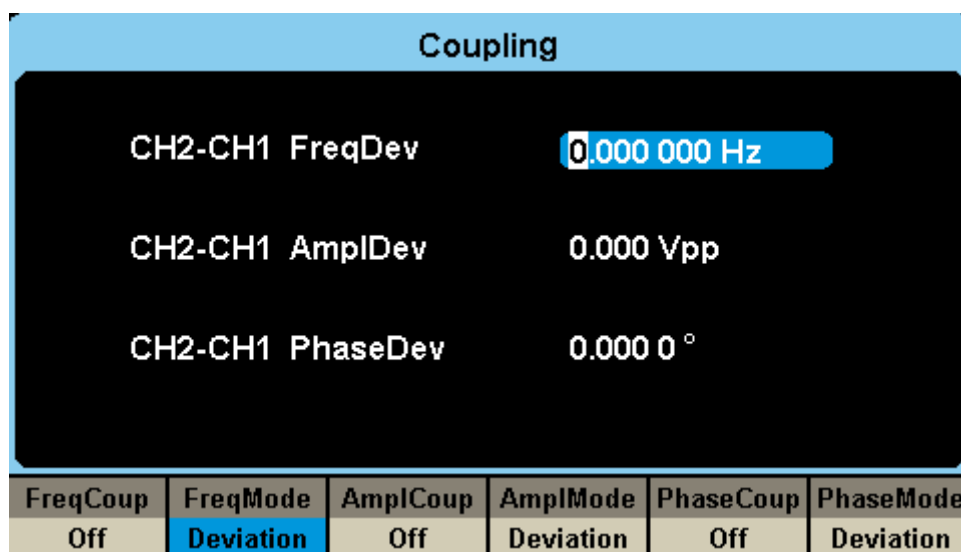 Coupling
CH2-CH1 FreqDev 0.000 000 Hz
CH2-CH1 AmplDev 0.000 Vpp
CH2-CH1 PhaseDev 0.000 0 °
FreqCoup FreqMode AmplCoup AmplMode PhaseCoup PhaseMode
Off Deviation Off Deviation Off Deviation